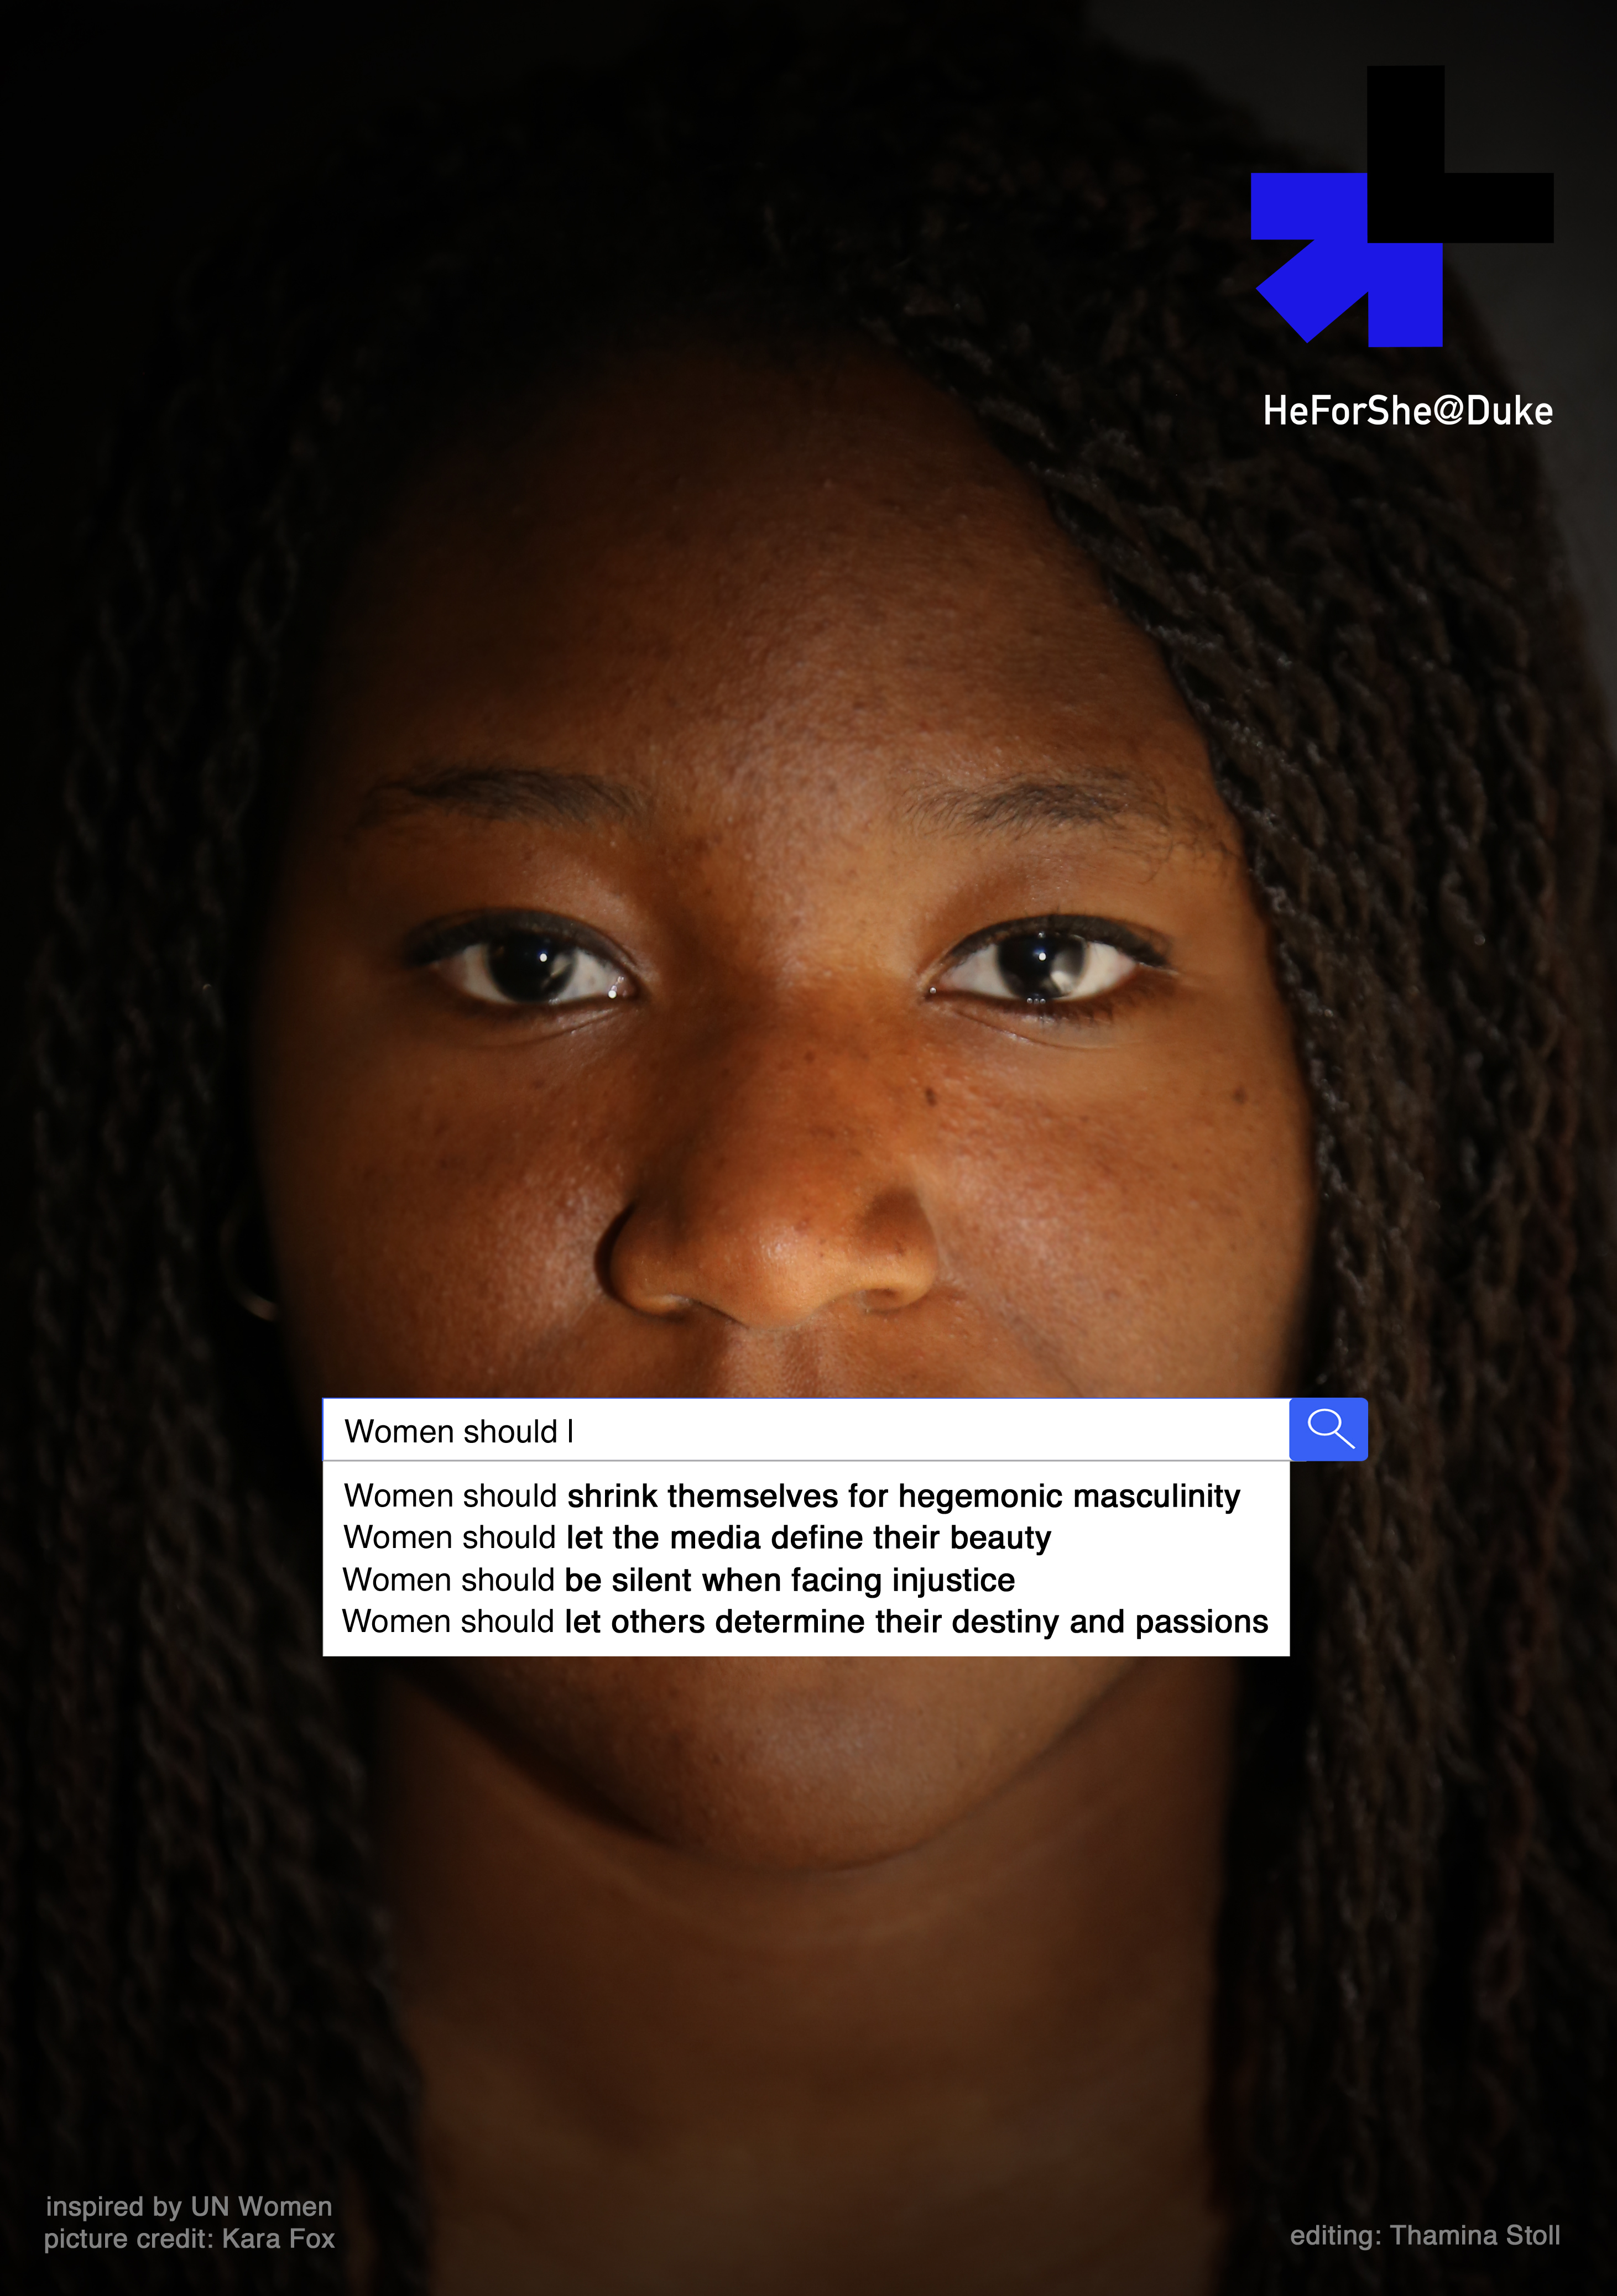 HeForShe@Duke
Women should
Women should shrink themselves for hegemonic masculinity
Women should let the media define their beauty
Women should be silent when facing injustice
Women should let others determine their destiny and passions
inspired by UN Women
picture credit: Kara Fox
editing: Thamina Stoll